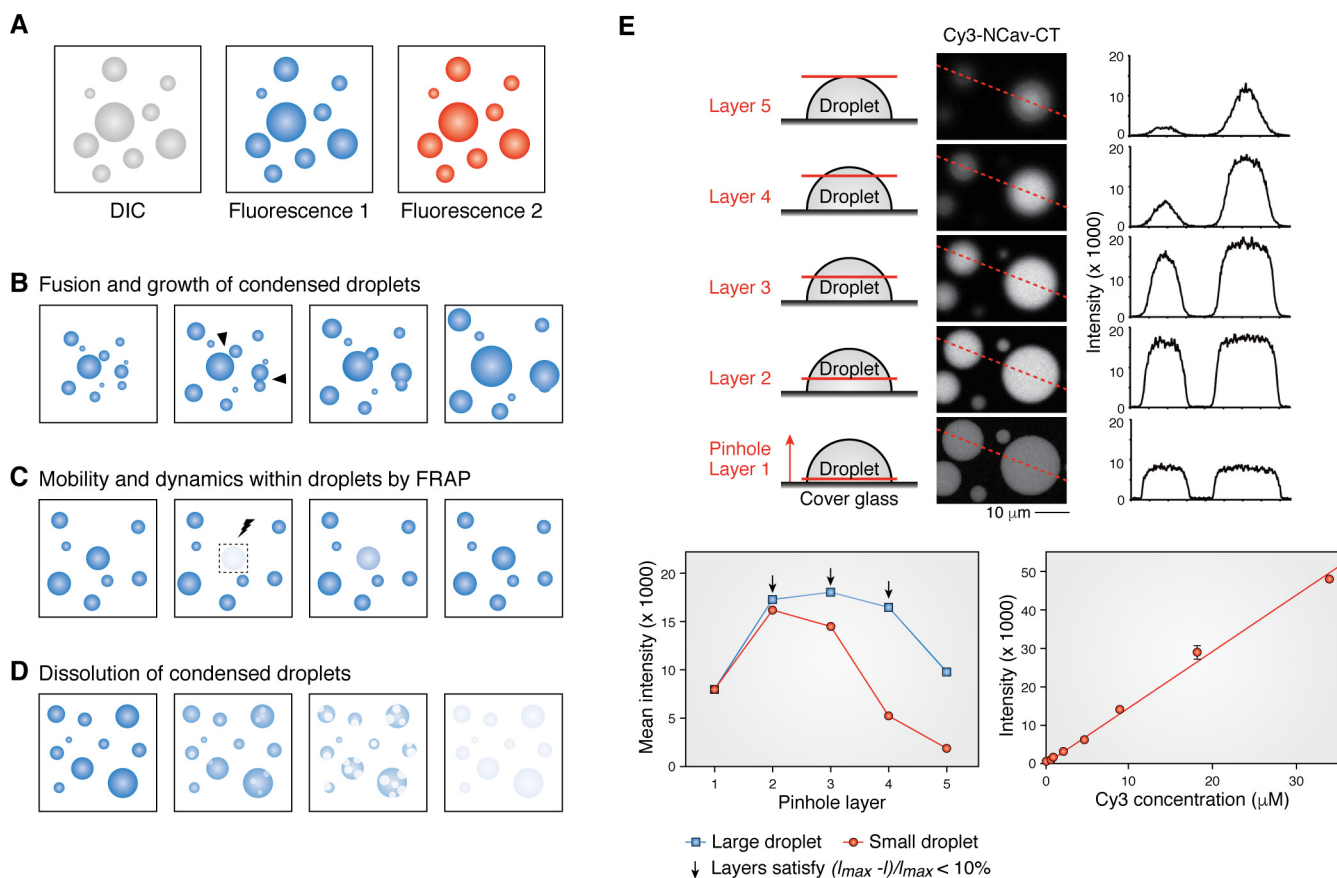 A
DIC
Fluorescence 1
Fluorescence 2
B Fusion and growth of condensed droplets
C Mobility and dynamics within droplets by FRAP
D Dissolution of condensed droplets
E
Cy3-NCav-CT
Layer 5
Droplet
20
10
0
Layer 4
Droplet
20
10
0
Layer 3
Droplet
20
10
0
Layer 2
Droplet
20
10
0
Pinhole
Layer 1
Droplet
Cover glass
10 μm
20
10
0
Intensity (x 1000)
20
15
10
5
0
Mean intensity (x 1000)
1 2 3 4 5
Pinhole layer
50
40
30
20
10
0
Intensity (x 1000)
0 10 20 30
Cy3 concentration (μM)
Large droplet
Small droplet
Layers satisfy (Imax -I)/Imax < 10%